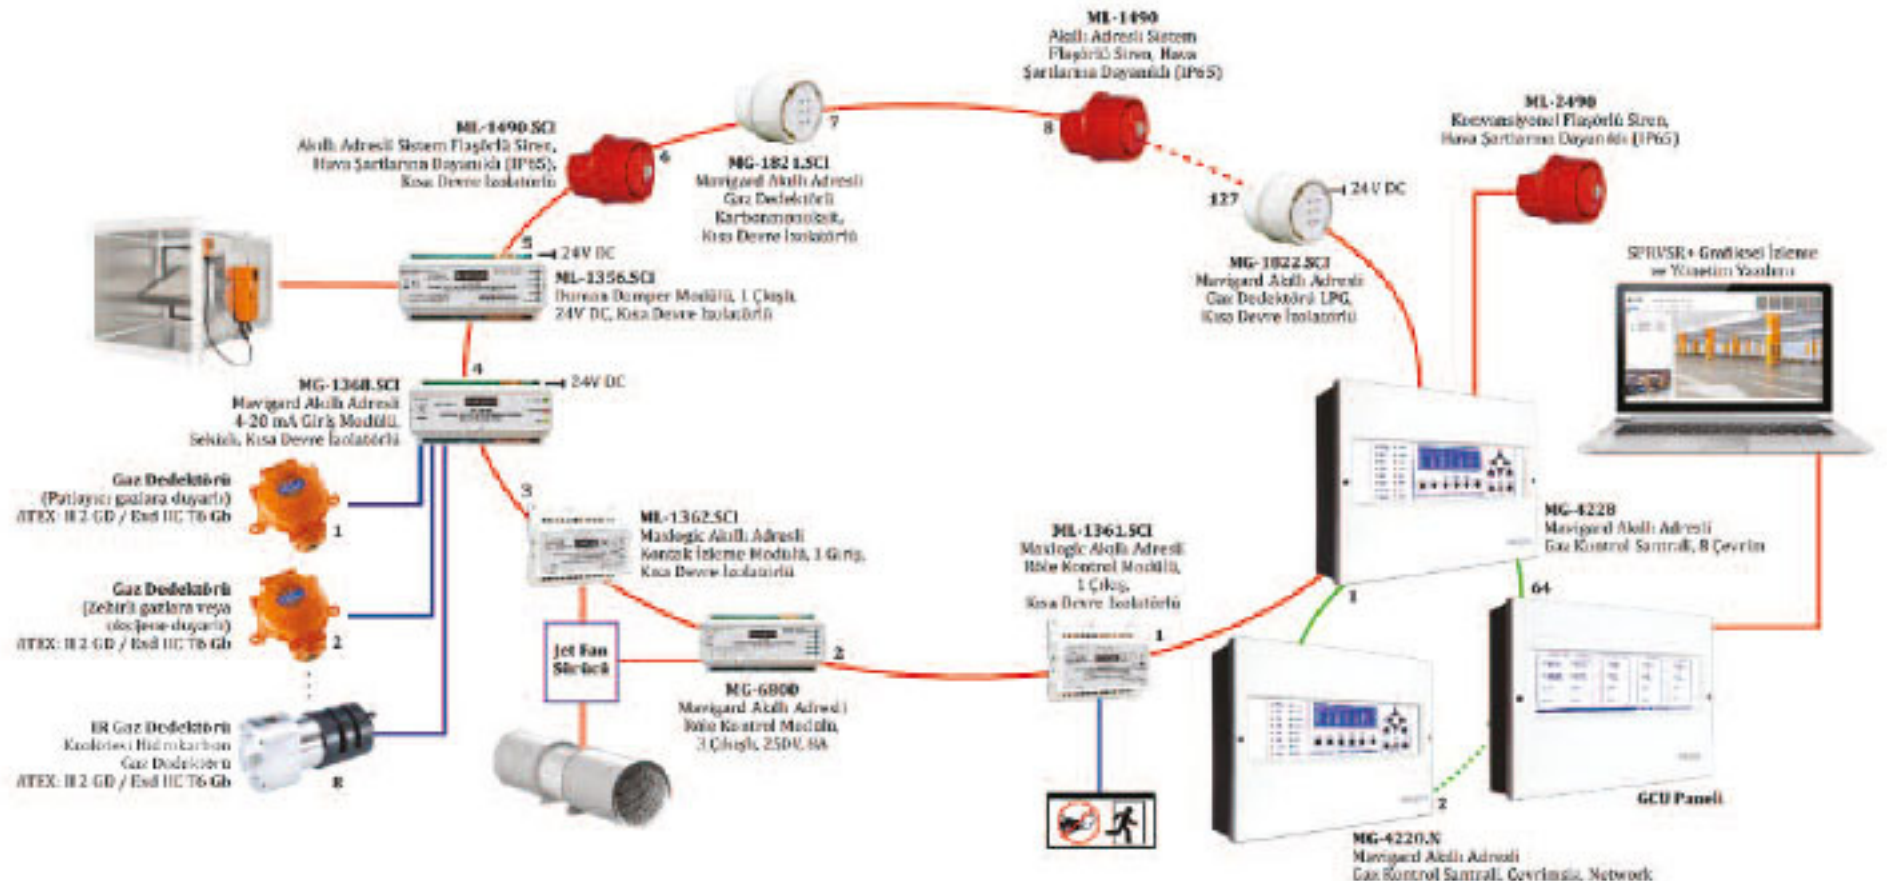 ML-1490
Akıllı Adresli Sistem
Flaşörlü Siren, Hava
Şartlarına Dayanıklı (IP65)
8
ML-2490
Konvansiyonel Flaşörlü Siren,
Hava Şartlarına Dayanıklı (IP65)
ML-1490.SCI
Akıllı Adresli Sistem Flaşörlü Siren,
Hava Şartlarına Dayanıklı (IP65),
Kısa Devre İzolatörlü
6
7
MG-1821.SCI
Mavigard Akıllı Adresli
Gaz Dedektörü
Karbonmonoksit,
Kısa Devre İzolatörlü
127
24V DC
MG-1822.SCI
Mavigard Akıllı Adresli
Gaz Dedektörü LPG,
Kısa Devre İzolatörlü
SPRVSR+ Grafiksel İzleme
ve Yönetim Yazılımı
5
24V DC
ML-1356.SCI
Duman Damper Modülü, 1 Çıkışlı,
24V DC, Kısa Devre İzolatörlü
4
24V DC
MG-1368.SCI
Mavigard Akıllı Adresli
4-20 mA Giriş Modülü,
Sekizli, Kısa Devre İzolatörlü
Gaz Dedektörü
(Patlayıcı gazlara duyarlı)
ATEX: II 2 GD / Exd IIC T6 Gb
1
Gaz Dedektörü
(Zehirli gazlara veya
oksijene duyarlı)
ATEX: II 2 GD / Exd IIC T6 Gb
2
IR Gaz Dedektörü
Kızılötesi Hidrokarbon
Gaz Dedektörü
ATEX: II 2 GD / Exd IIC T6 Gb
8
3
ML-1362.SCI
Maxlogic Akıllı Adresli
Kontak İzleme Modülü, 1 Giriş,
Kısa Devre İzolatörlü
Jet Fan
Sürücü
2
MG-6800
Mavigard Akıllı Adresli
Röle Kontrol Modülü,
3 Çıkışlı, 250V, 8A
ML-1361.SCI
Maxlogic Akıllı Adresli
Röle Kontrol Modülü,
1 Çıkış,
Kısa Devre İzolatörlü
1
MG-4228
Mavigard Akıllı Adresli
Gaz Kontrol Santrali, 8 Çevrim
1
64
2
GCU Paneli
MG-4220.N
Mavigard Akıllı Adresli
Gaz Kontrol Santrali, Çevrimsiz, Network